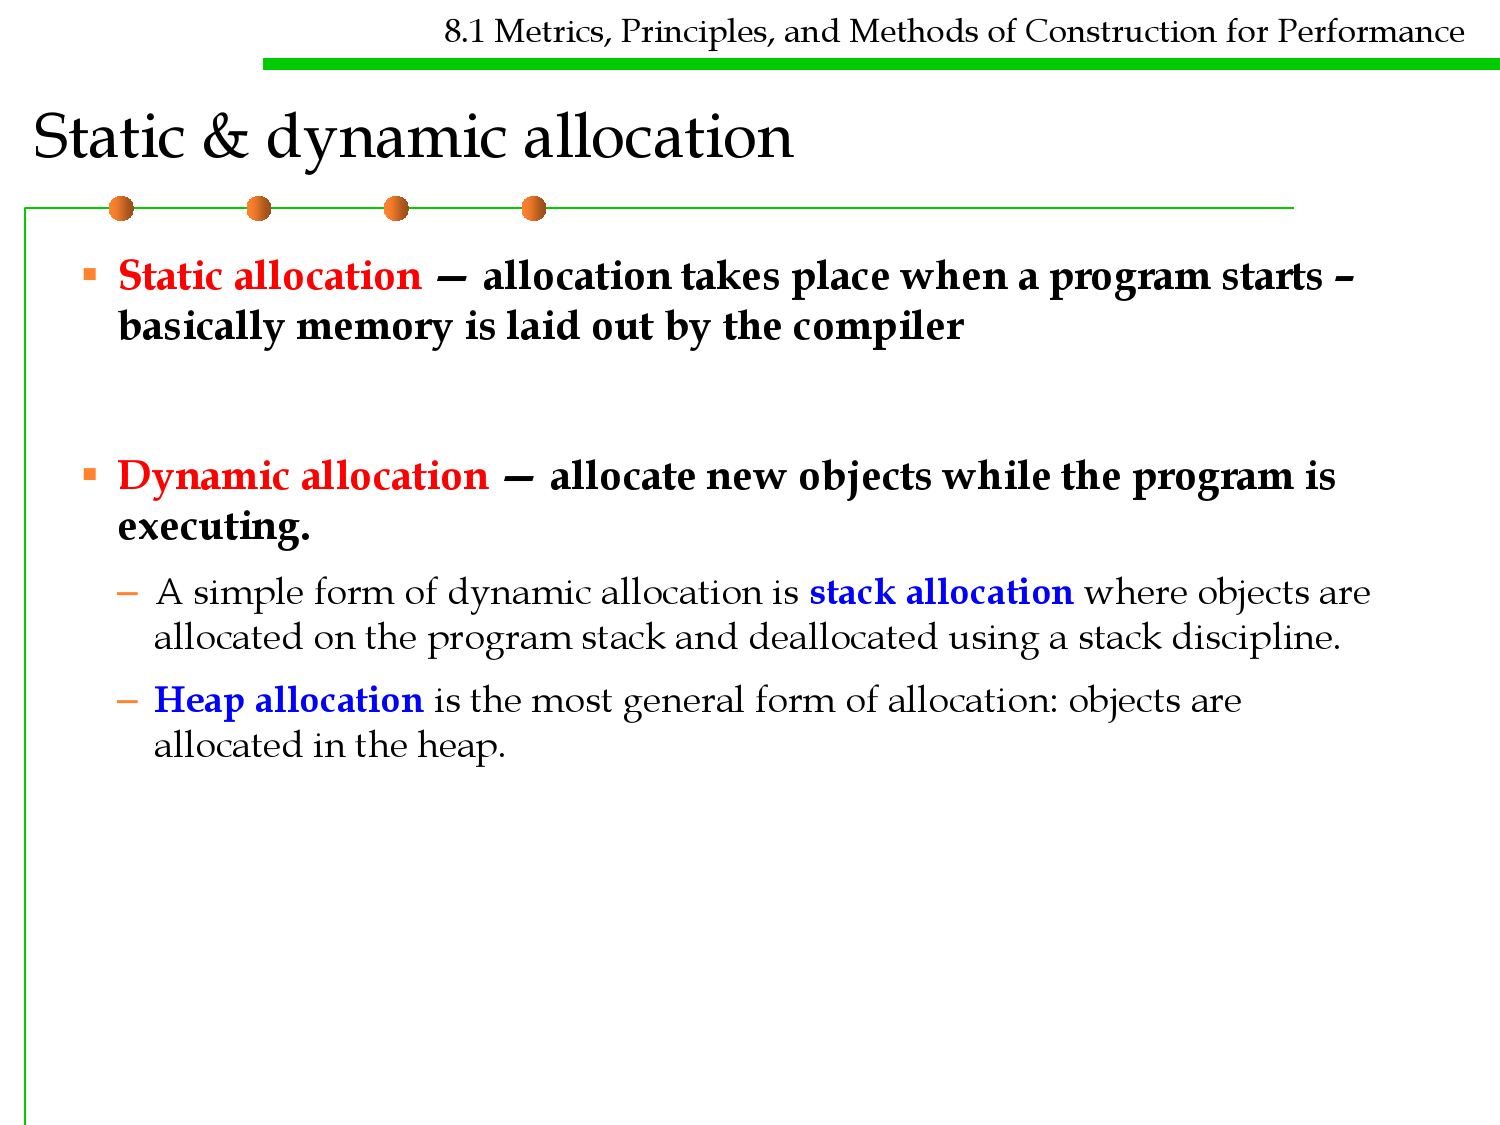 8.1 Metrics, Principles, and Methods of Construction for Performance
Static & dynamic allocation
▪ Static allocation — allocation takes place when a program starts –
basically memory is laid out by the compiler
▪ Dynamic allocation — allocate new objects while the program is
executing.
– A simple form of dynamic allocation is stack allocation where objects are
allocated on the program stack and deallocated using a stack discipline.
– Heap allocation is the most general form of allocation: objects are
allocated in the heap.